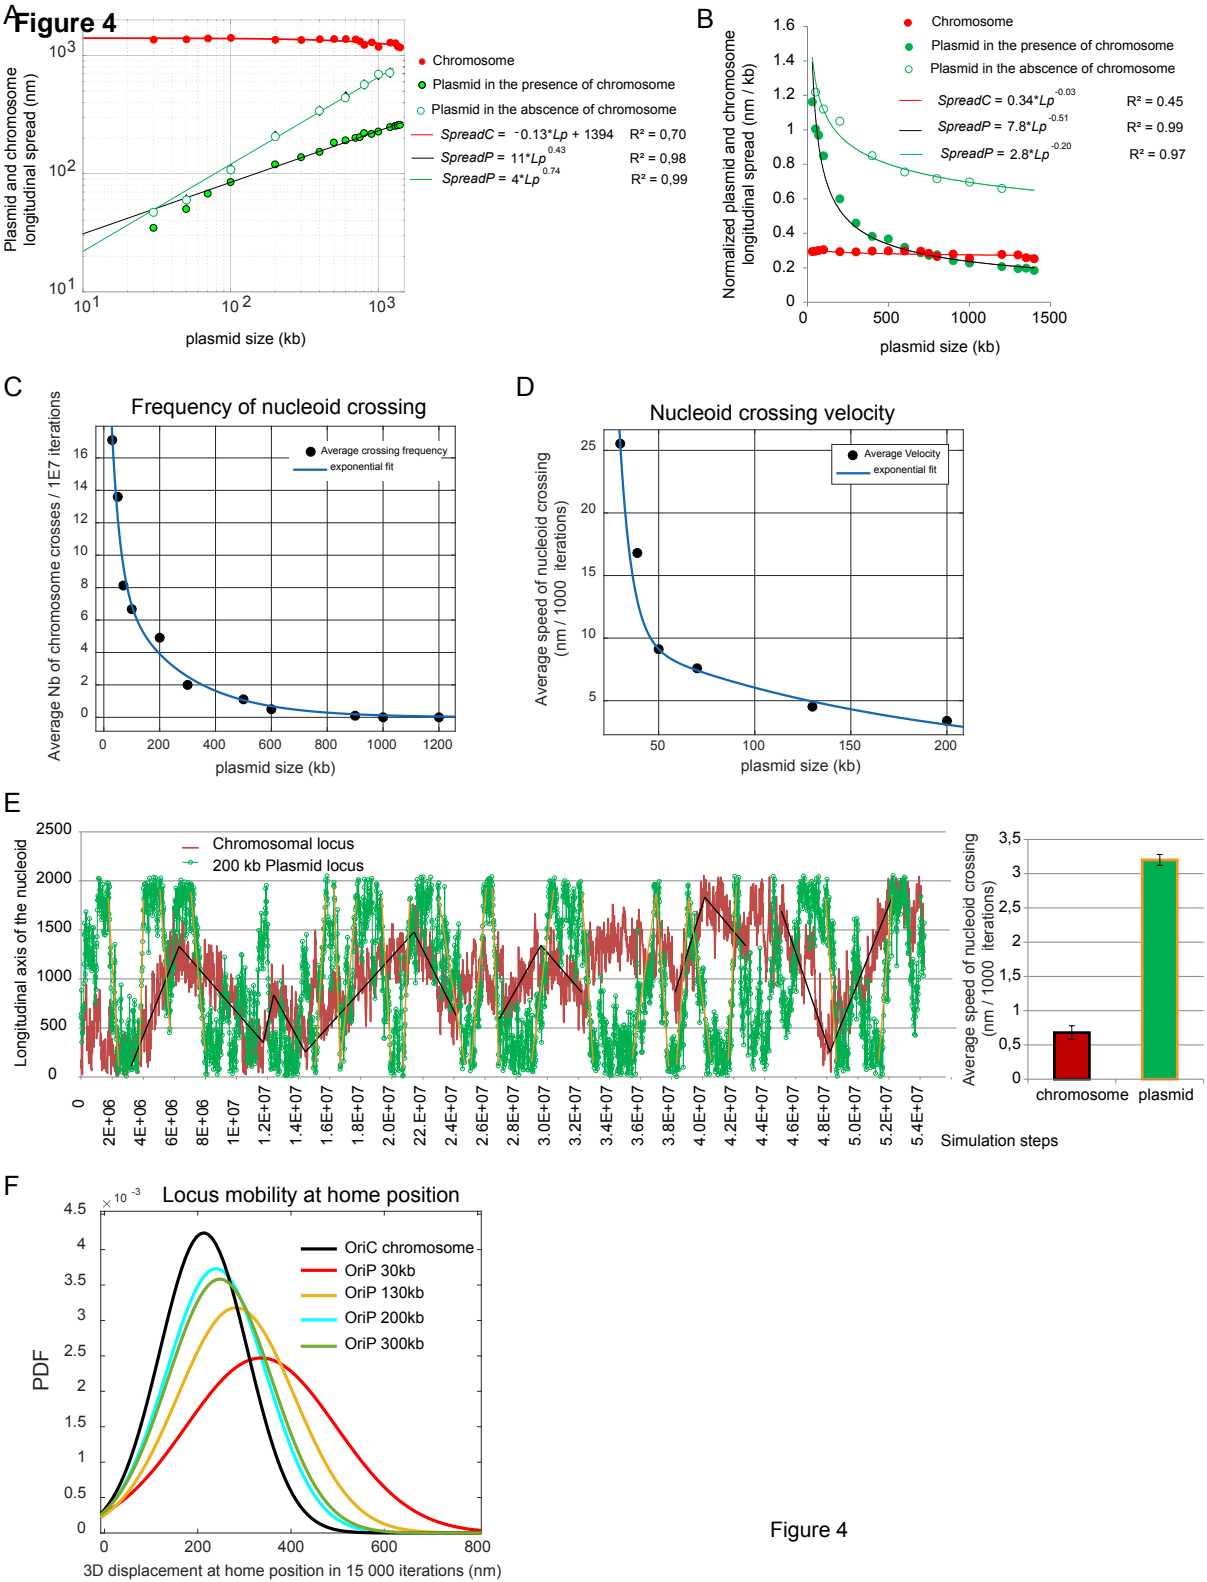 A
Figure 4
Plasmid and chromosome
longitudinal spread (nm)
10^3
10^2
10^1
10^1
10^2
10^3
plasmid size (kb)
Chromosome
Plasmid in the presence of chromosome
Plasmid in the abscence of chromosome
SpreadC = -0.13*Lp + 1394 R² = 0,70
SpreadP = 11*Lp^0.43 R² = 0,98
SpreadP = 4*Lp^0.74 R² = 0,99
B
Normalized plasmid and chromosome
longitudinal spread (nm / kb)
1.6
1.4
1.2
1
0.8
0.6
0.4
0.2
0
0 500 1000 1500
plasmid size (kb)
Chromosome
Plasmid in the presence of chromosome
Plasmid in the abscence of chromosome
SpreadC = 0.34*Lp^-0.03 R² = 0.45
SpreadP = 7.8*Lp^-0.51 R² = 0.99
SpreadP = 2.8*Lp^-0.20 R² = 0.97
C
Frequency of nucleoid crossing
Average Nb of chromosome crosses / 1E7 iterations
16
14
12
10
8
6
4
2
0
0 200 400 600 800 1000 1200
plasmid size (kb)
Average crossing frequency
exponential fit
D
Nucleoid crossing velocity
Average speed of nucleoid crossing
(nm / 1000 iterations)
25
20
15
10
5
50 100 150 200
plasmid size (kb)
Average Velocity
exponential fit
E
Longitudinal axis of the nucleoid
2500
2000
1500
1000
500
0
Chromosomal locus
200 kb Plasmid locus
0
2E+06
4E+06
6E+06
8E+06
1E+07
1.2E+07
1.4E+07
1.6E+07
1.8E+07
2.0E+07
22.E+07
2.4E+07
2.6E+07
2.8E+07
3.0E+07
3.2E+07
3.4E+07
3.6E+07
3.8E+07
4.0E+07
4.2E+07
4.4E+07
4.6E+07
4.8E+07
5.0E+07
5.2E+07
5.4E+07
Simulation steps
Average speed of nucleoid crossing
(nm / 1000 iterations)
3,5
3
2,5
2
1,5
1
0,5
0
chromosome plasmid
F
Locus mobility at home position
×10^-3
PDF
4.5
4
3.5
3
2.5
2
1.5
1
0.5
0
0 200 400 600 800
3D displacement at home position in 15 000 iterations (nm)
OriC chromosome
OriP 30kb
OriP 130kb
OriP 200kb
OriP 300kb
Figure 4